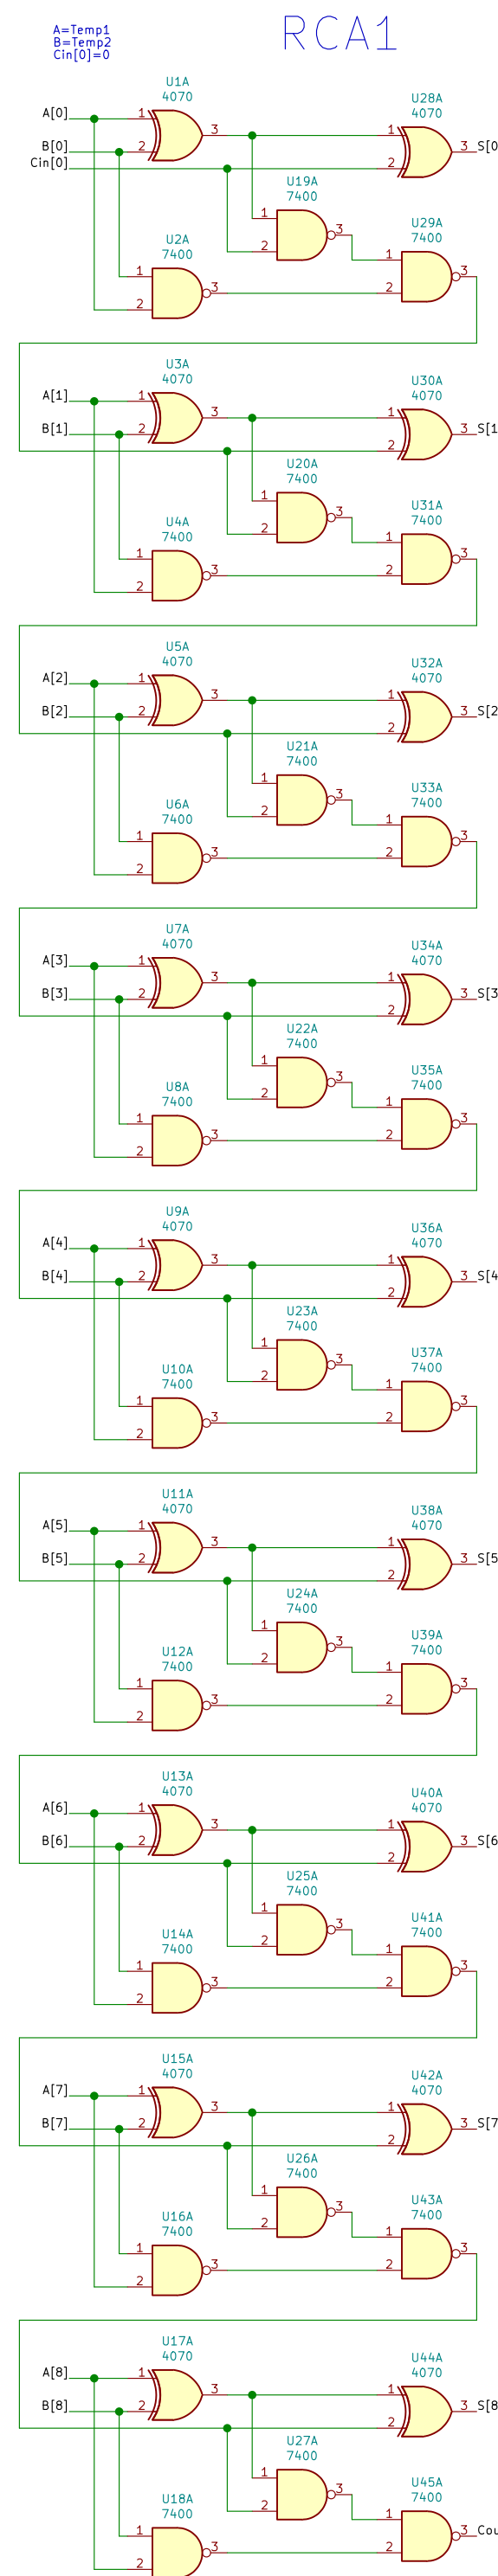 A=Temp1
B=Temp2
Cin[0]=0
RCA1
U1A
4070
U28A
4070
A[0]
1
3
1
B[0]
2
2
3
S[0
Cin[0]
U19A
7400
U2A
7400
1
2
3
U29A
7400
1
2
3
1
2
3
U3A
4070
U30A
4070
A[1]
1
3
1
B[1]
2
2
3
S[1
U20A
7400
U4A
7400
1
2
3
U31A
7400
1
2
3
1
2
3
U5A
4070
U32A
4070
A[2]
1
3
1
B[2]
2
2
3
S[2
U21A
7400
U6A
7400
1
2
3
U33A
7400
1
2
3
1
2
3
U7A
4070
U34A
4070
A[3]
1
3
1
B[3]
2
2
3
S[3
U22A
7400
U8A
7400
1
2
3
U35A
7400
1
2
3
1
2
3
U9A
4070
U36A
4070
A[4]
1
3
1
B[4]
2
2
3
S[4
U23A
7400
U10A
7400
1
2
3
U37A
7400
1
2
3
1
2
3
U11A
4070
U38A
4070
A[5]
1
3
1
B[5]
2
2
3
S[5
U24A
7400
U12A
7400
1
2
3
U39A
7400
1
2
3
1
2
3
U13A
4070
U40A
4070
A[6]
1
3
1
B[6]
2
2
3
S[6
U25A
7400
U14A
7400
1
2
3
U41A
7400
1
2
3
1
2
3
U15A
4070
U42A
4070
A[7]
1
3
1
B[7]
2
2
3
S[7
U26A
7400
U16A
7400
1
2
3
U43A
7400
1
2
3
1
2
3
U17A
4070
U44A
4070
A[8]
1
3
1
B[8]
2
2
3
S[8
U27A
7400
U18A
7400
1
2
3
U45A
7400
1
2
3
Cou
1
2
3